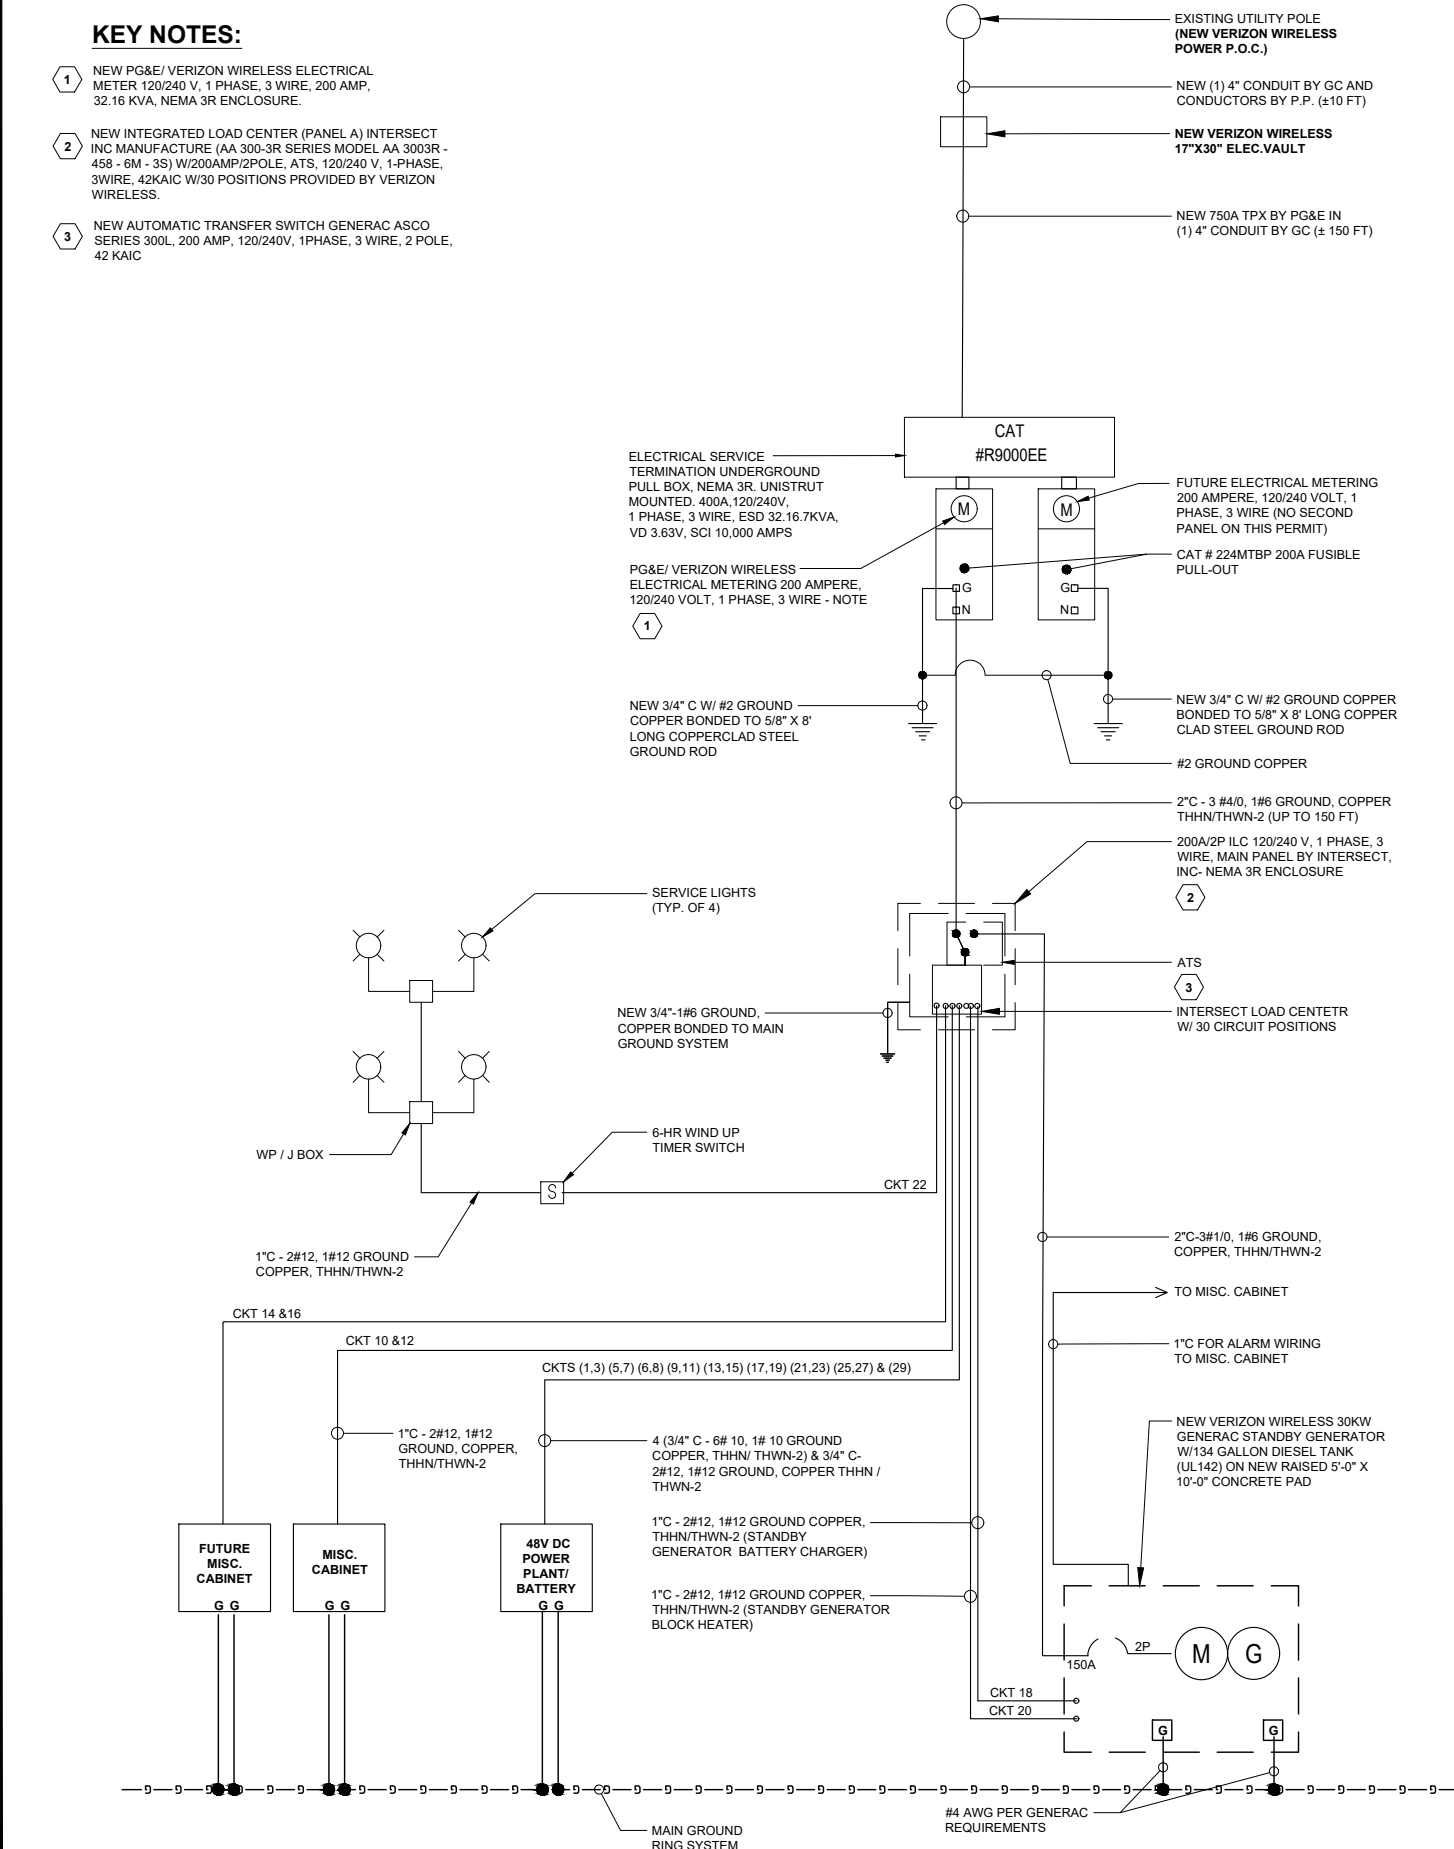 KEY NOTES:
1
NEW PG&E/ VERIZON WIRELESS ELECTRICAL
METER 120/240 V, 1 PHASE, 3 WIRE, 200 AMP,
32.16 KVA, NEMA 3R ENCLOSURE.
2
NEW INTEGRATED LOAD CENTER (PANEL A) INTERSECT
INC MANUFACTURE (AA 300-3R SERIES MODEL AA 3003R -
458 - 6M - 3S) W/200AMP/2POLE, ATS, 120/240 V, 1-PHASE,
3WIRE, 42KAIC W/30 POSITIONS PROVIDED BY VERIZON
WIRELESS.
3
NEW AUTOMATIC TRANSFER SWITCH GENERAC ASCO
SERIES 300L, 200 AMP, 120/240V, 1PHASE, 3 WIRE, 2 POLE,
42 KAIC
EXISTING UTILITY POLE
(NEW VERIZON WIRELESS
POWER P.O.C.)
NEW (1) 4" CONDUIT BY GC AND
CONDUCTORS BY P.P. (±10 FT)
NEW VERIZON WIRELESS
17"X30" ELEC.VAULT
NEW 750A TPX BY PG&E IN
(1) 4" CONDUIT BY GC (± 150 FT)
CAT
#R9000EE
ELECTRICAL SERVICE
TERMINATION UNDERGROUND
PULL BOX, NEMA 3R. UNISTRUT
MOUNTED. 400A,120/240V,
1 PHASE, 3 WIRE, ESD 32.16.7KVA,
VD 3.63V, SCI 10,000 AMPS
M
M
FUTURE ELECTRICAL METERING
200 AMPERE, 120/240 VOLT, 1
PHASE, 3 WIRE (NO SECOND
PANEL ON THIS PERMIT)
CAT # 224MTBP 200A FUSIBLE
PULL-OUT
PG&E/ VERIZON WIRELESS
ELECTRICAL METERING 200 AMPERE,
120/240 VOLT, 1 PHASE, 3 WIRE - NOTE
1
G
N
G
N
NEW 3/4" C W/ #2 GROUND
COPPER BONDED TO 5/8" X 8'
LONG COPPERCLAD STEEL
GROUND ROD
NEW 3/4" C W/ #2 GROUND COPPER
BONDED TO 5/8" X 8' LONG COPPER
CLAD STEEL GROUND ROD
#2 GROUND COPPER
2"C - 3 #4/0, 1#6 GROUND, COPPER
THHN/THWN-2 (UP TO 150 FT)
200A/2P ILC 120/240 V, 1 PHASE, 3
WIRE, MAIN PANEL BY INTERSECT,
INC- NEMA 3R ENCLOSURE
2
SERVICE LIGHTS
(TYP. OF 4)
ATS
3
INTERSECT LOAD CENTETR
W/ 30 CIRCUIT POSITIONS
NEW 3/4"-1#6 GROUND,
COPPER BONDED TO MAIN
GROUND SYSTEM
WP / J BOX
6-HR WIND UP
TIMER SWITCH
S
CKT 22
1"C - 2#12, 1#12 GROUND
COPPER, THHN/THWN-2
2"C-3#1/0, 1#6 GROUND,
COPPER, THHN/THWN-2
TO MISC. CABINET
1"C FOR ALARM WIRING
TO MISC. CABINET
CKT 14 &16
CKT 10 &12
CKTS (1,3) (5,7) (6,8) (9,11) (13,15) (17,19) (21,23) (25,27) & (29)
1"C - 2#12, 1#12
GROUND, COPPER,
THHN/THWN-2
4 (3/4" C - 6# 10, 1# 10 GROUND
COPPER, THHN/ THWN-2) & 3/4" C-
2#12, 1#12 GROUND, COPPER THHN /
THWN-2
NEW VERIZON WIRELESS 30KW
GENERAC STANDBY GENERATOR
W/134 GALLON DIESEL TANK
(UL142) ON NEW RAISED 5'-0" X
10'-0" CONCRETE PAD
1"C - 2#12, 1#12 GROUND COPPER,
THHN/THWN-2 (STANDBY
GENERATOR BATTERY CHARGER)
1"C - 2#12, 1#12 GROUND COPPER,
THHN/THWN-2 (STANDBY GENERATOR
BLOCK HEATER)
FUTURE
MISC.
CABINET
G G
MISC.
CABINET
G G
48V DC
POWER
PLANT/
BATTERY
G G
150A
2P
M
G
CKT 18
CKT 20
G
G
#4 AWG PER GENERAC
REQUIREMENTS
MAIN GROUND
RING SYSTEM